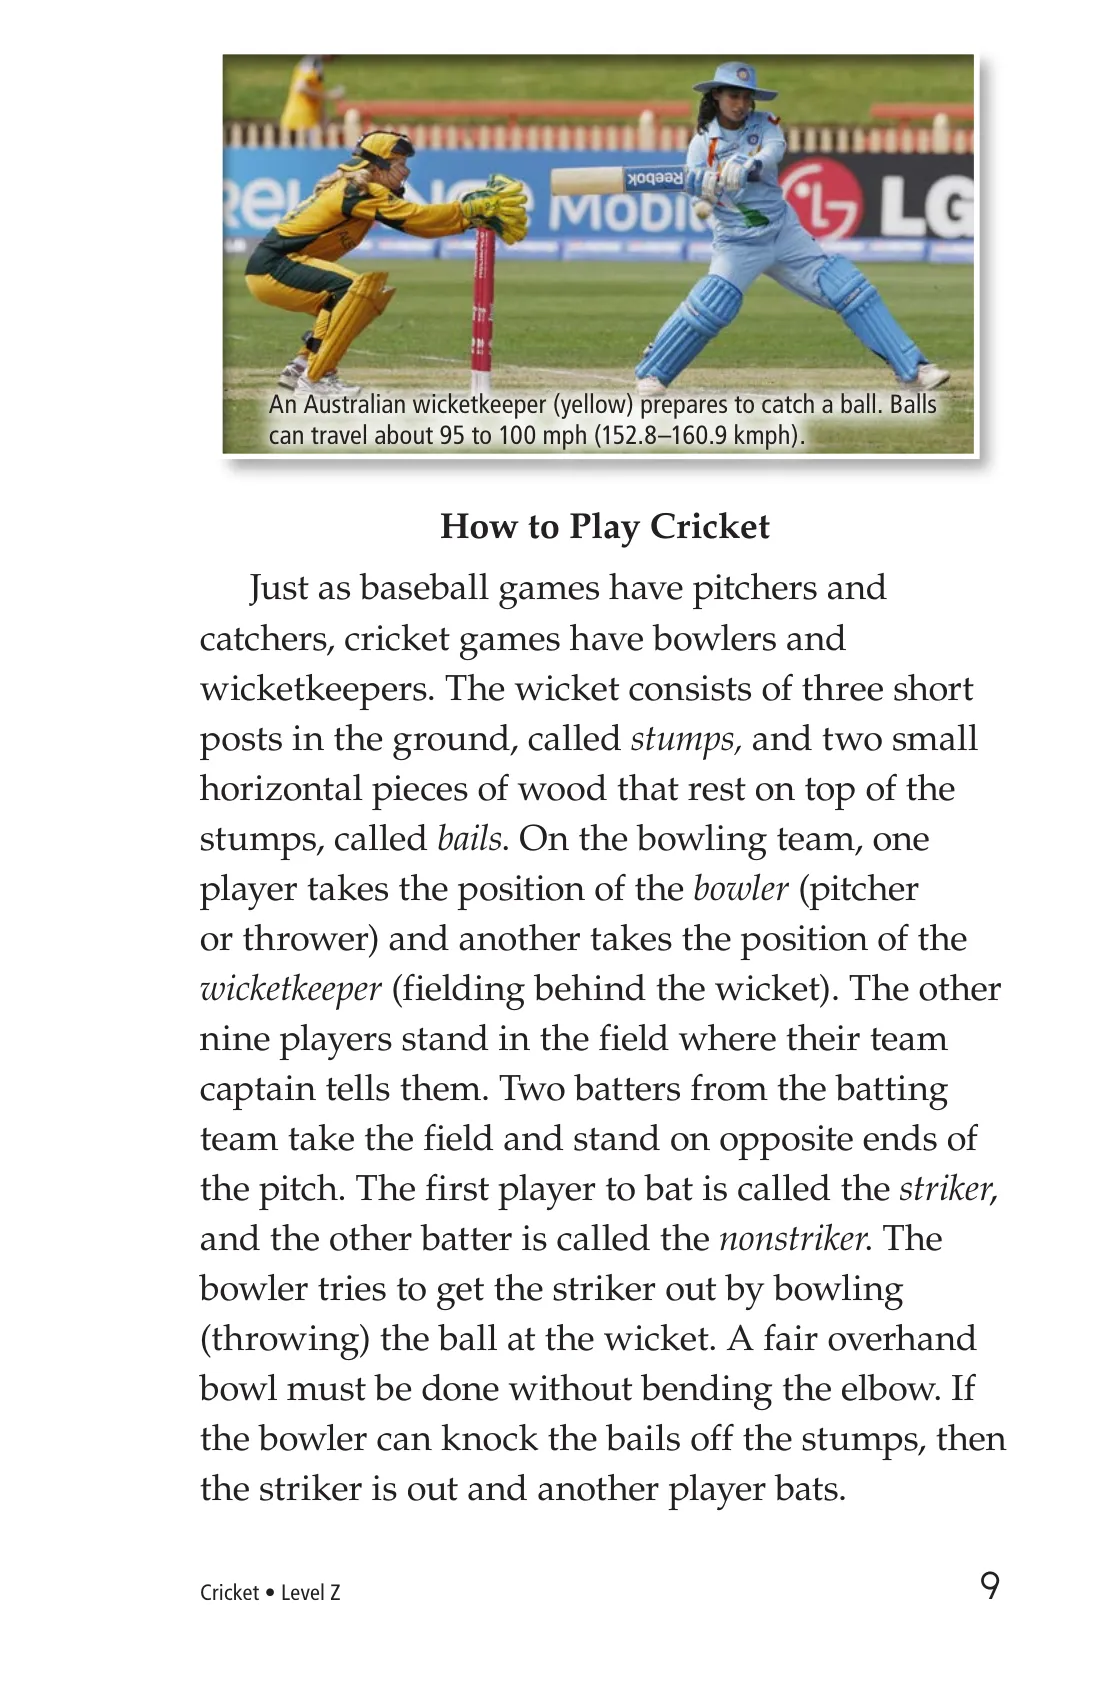 RELIANCE Mobile
Reebok
LG
An Australian wicketkeeper (yellow) prepares to catch a ball. Balls
can travel about 95 to 100 mph (152.8–160.9 kmph).
How to Play Cricket
Just as baseball games have pitchers and
catchers, cricket games have bowlers and
wicketkeepers. The wicket consists of three short
posts in the ground, called stumps, and two small
horizontal pieces of wood that rest on top of the
stumps, called bails. On the bowling team, one
player takes the position of the bowler (pitcher
or thrower) and another takes the position of the
wicketkeeper (fielding behind the wicket). The other
nine players stand in the field where their team
captain tells them. Two batters from the batting
team take the field and stand on opposite ends of
the pitch. The first player to bat is called the striker,
and the other batter is called the nonstriker. The
bowler tries to get the striker out by bowling
(throwing) the ball at the wicket. A fair overhand
bowl must be done without bending the elbow. If
the bowler can knock the bails off the stumps, then
the striker is out and another player bats.
Cricket • Level Z
9